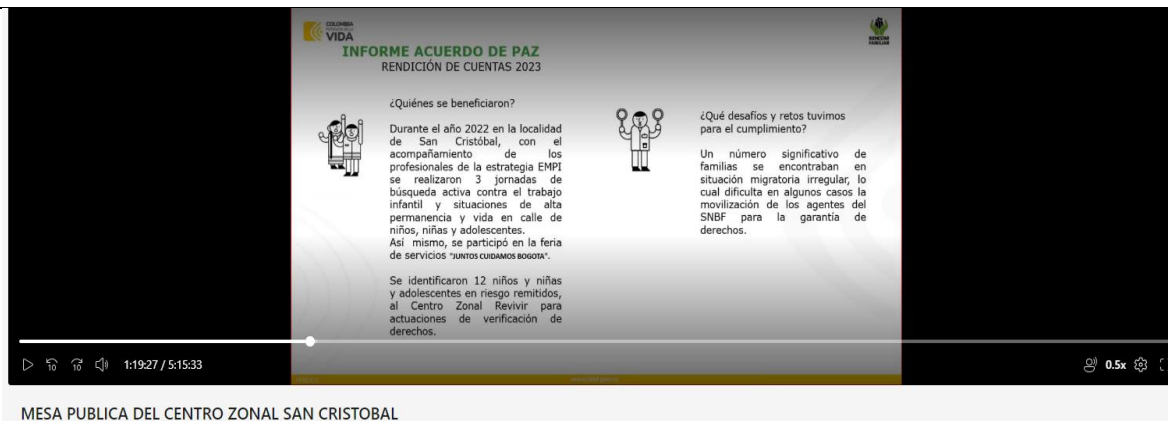 COLOMBIA
POTENCIA DE LA
VIDA
BIENESTAR
FAMILIAR
INFORME ACUERDO DE PAZ
RENDICIÓN DE CUENTAS 2023
¿Quiénes se beneficiaron?
Durante el año 2022 en la localidad
de San Cristóbal, con el
acompañamiento de los
profesionales de la estrategia EMPI
se realizaron 3 jornadas de
búsqueda activa contra el trabajo
infantil y situaciones de alta
permanencia y vida en calle de
niños, niñas y adolescentes.
Así mismo, se participó en la feria
de servicios "JUNTOS CUIDAMOS BOGOTA".
Se identificaron 12 niños y niñas
y adolescentes en riesgo remitidos,
al Centro Zonal Revivir para
actuaciones de verificación de
derechos.
¿Qué desafíos y retos tuvimos
para el cumplimiento?
Un número significativo de
familias se encontraban en
situación migratoria irregular, lo
cual dificulta en algunos casos la
movilización de los agentes del
SNBF para la garantía de
derechos.
10 10 1:19:27 / 5:15:33
0.5x
MESA PUBLICA DEL CENTRO ZONAL SAN CRISTOBAL